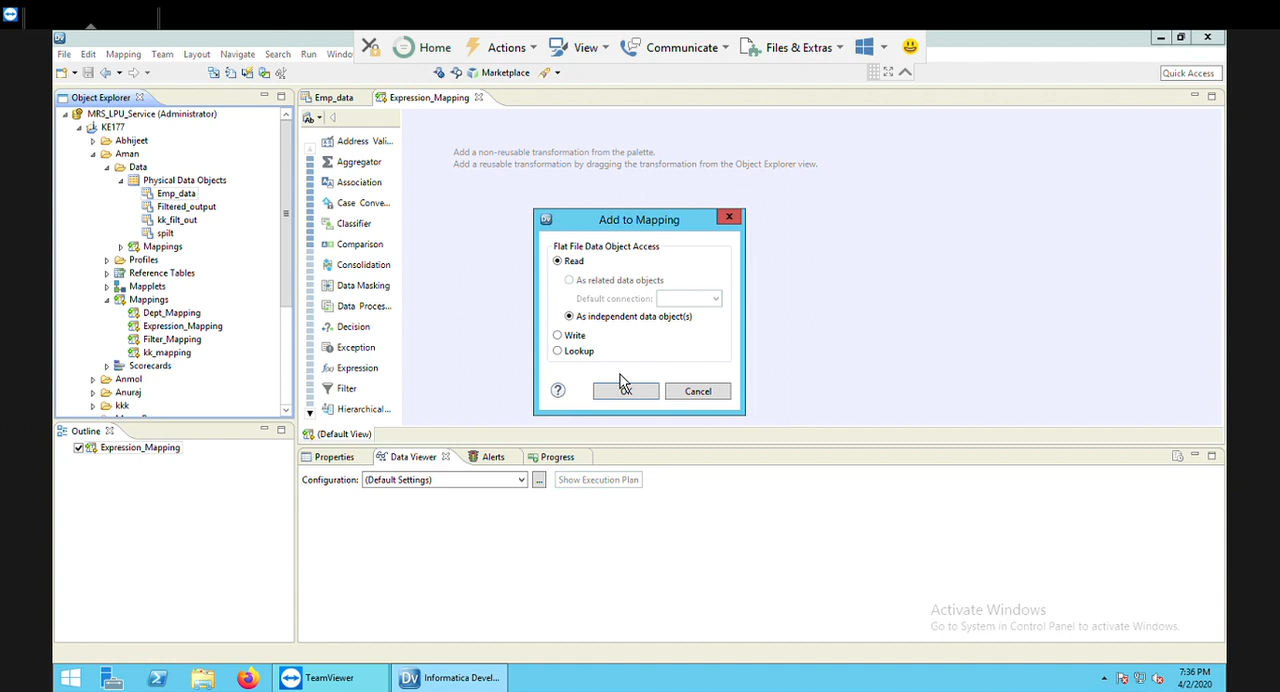 Home
Actions
View
Communicate
Files & Extras
File Edit Mapping Team Layout Navigate Search Run Windo
Marketplace
Quick Access
Object Explorer
MRS_LPU_Service (Administrator)
KE177
Abhijeet
Aman
Data
Physical Data Objects
Emp_data
Filtered_output
kk_filt_out
spilt
Mappings
Profiles
Reference Tables
Mapplets
Mappings
Dept_Mapping
Expression_Mapping
Filter_Mapping
kk_mapping
Scorecards
Anmol
Anuraj
kkk
Outline
Expression_Mapping
Emp_data
Expression_Mapping
Ab
Address Vali...
Aggregator
Association
Case Conve...
Classifier
Comparison
Consolidation
Data Masking
Data Proces...
Decision
Exception
Expression
Filter
Hierarchical...
Add a non-reusable transformation from the palette.
Add a reusable transformation by dragging the transformation from the Object Explorer view.
Add to Mapping
Flat File Data Object Access
Read
As related data objects
Default connection:
As independent data object(s)
Write
Lookup
OK
Cancel
(Default View)
Properties
Data Viewer
Alerts
Progress
Configuration:
(Default Settings)
...
Show Execution Plan
Activate Windows
Go to System in Control Panel to activate Windows.
TeamViewer
Dv Informatica Devel...
7:36 PM
4/2/2020